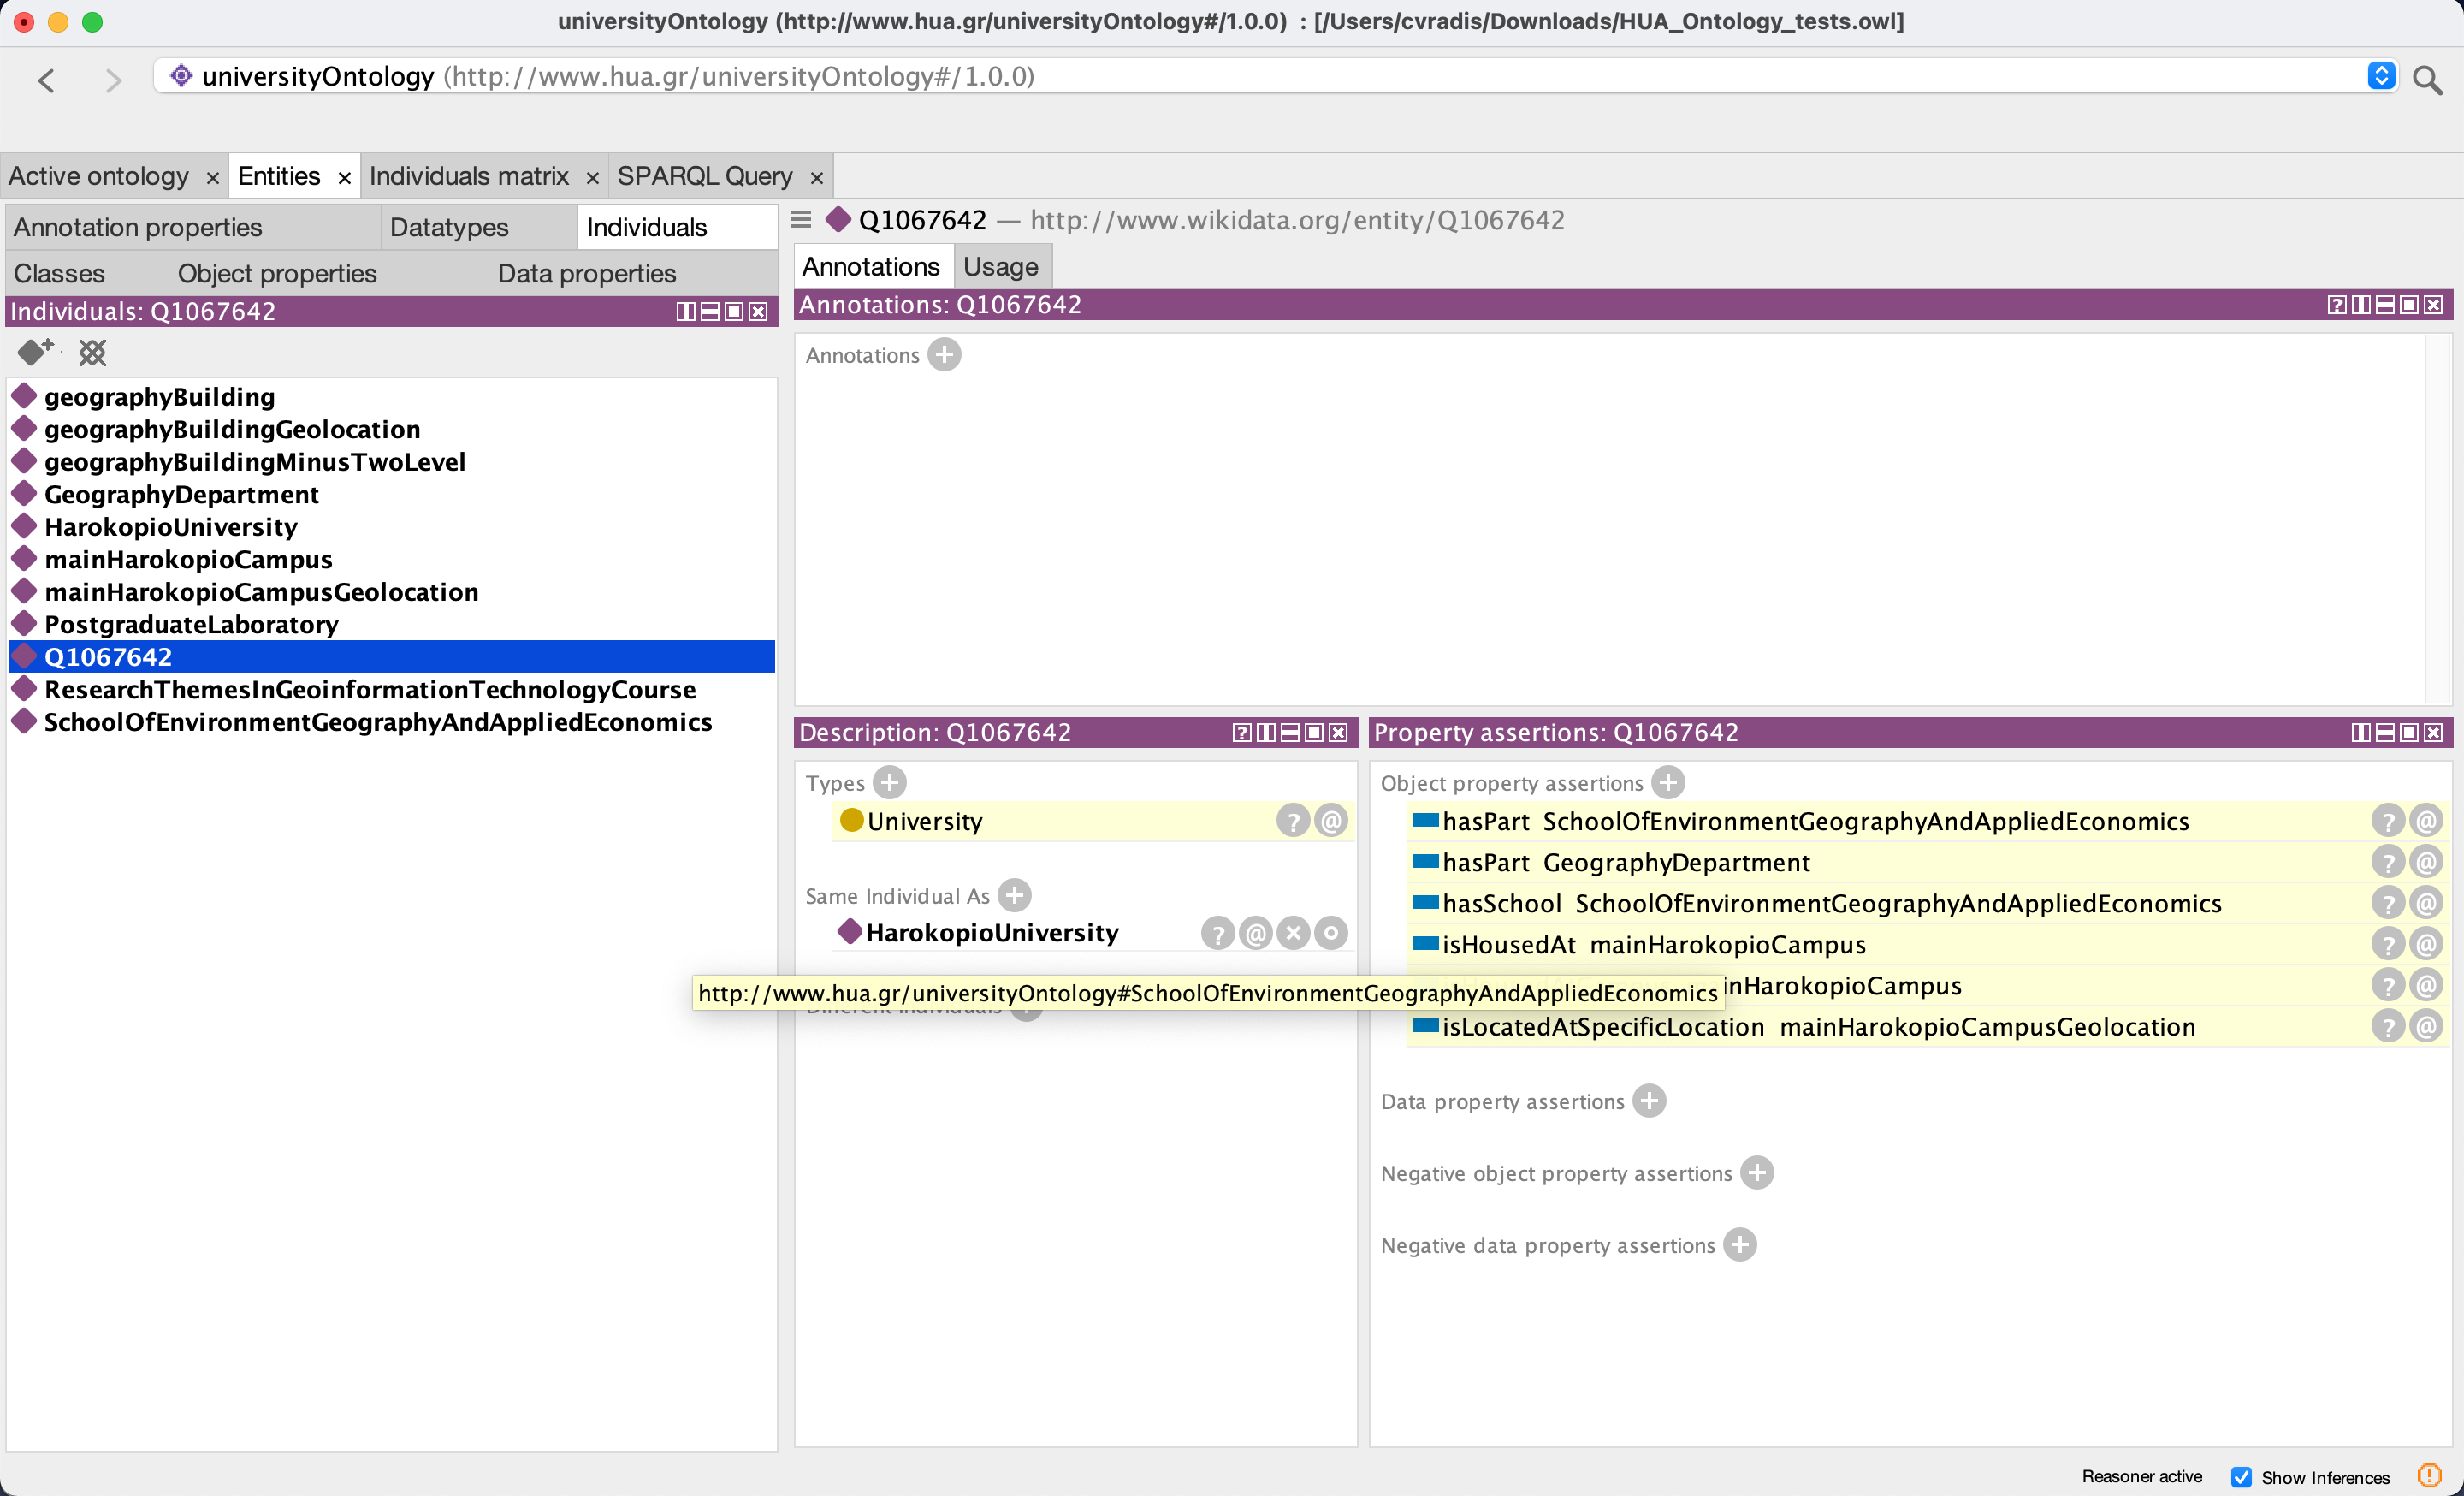 universityOntology (http://www.hua.gr/universityOntology#/1.0.0) : [/Users/cvradis/Downloads/HUA_Ontology_tests.owl]
universityOntology (http://www.hua.gr/universityOntology#/1.0.0)
Active ontology × Entities × Individuals matrix × SPARQL Query ×
Annotation properties Datatypes Individuals
Classes Object properties Data properties
Individuals: Q1067642
geographyBuilding
geographyBuildingGeolocation
geographyBuildingMinusTwoLevel
GeographyDepartment
HarokopioUniversity
mainHarokopioCampus
mainHarokopioCampusGeolocation
PostgraduateLaboratory
Q1067642
ResearchThemesInGeoinformationTechnologyCourse
SchoolOfEnvironmentGeographyAndAppliedEconomics
Q1067642 — http://www.wikidata.org/entity/Q1067642
Annotations Usage
Annotations: Q1067642
Annotations
Description: Q1067642
Types
University
Same Individual As
HarokopioUniversity
http://www.hua.gr/universityOntology#SchoolOfEnvironmentGeographyAndAppliedEconomics
Property assertions: Q1067642
Object property assertions
hasPart SchoolOfEnvironmentGeographyAndAppliedEconomics
hasPart GeographyDepartment
hasSchool SchoolOfEnvironmentGeographyAndAppliedEconomics
isHousedAt mainHarokopioCampus
inHarokopioCampus
isLocatedAtSpecificLocation mainHarokopioCampusGeolocation
Data property assertions
Negative object property assertions
Negative data property assertions
Reasoner active Show Inferences